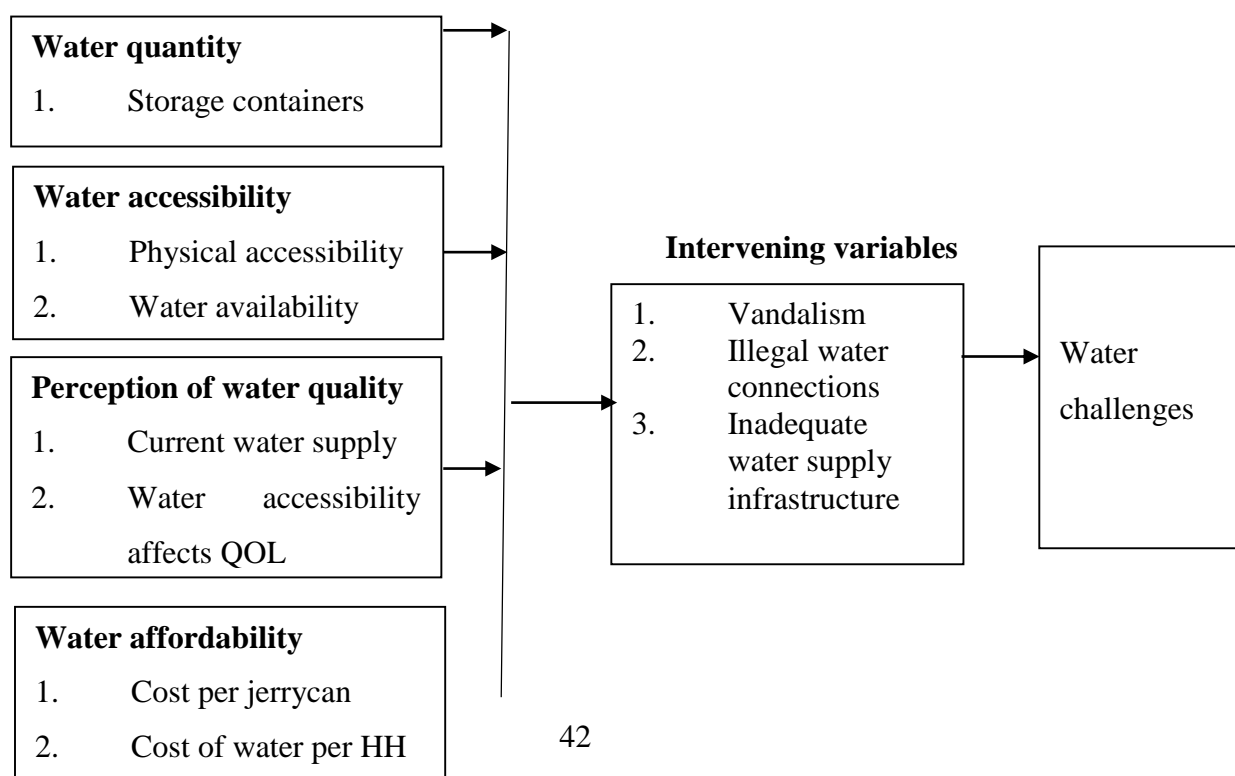 Water quantity
1. Storage containers
Water accessibility
1. Physical accessibility
2. Water availability
Perception of water quality
1. Current water supply
2. Water accessibility
affects QOL
Water affordability
1. Cost per jerrycan
2. Cost of water per HH
Intervening variables
1. Vandalism
2. Illegal water
connections
3. Inadequate
water supply
infrastructure
Water
challenges
42